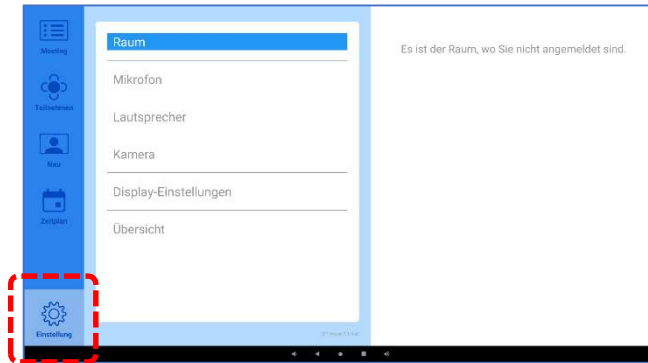 Meeting
Teilnehmen
Neu
Zeitplan
Einstellung
Raum
Mikrofon
Lautsprecher
Kamera
Display-Einstellungen
Übersicht
Es ist der Raum, wo Sie nicht angemeldet sind.